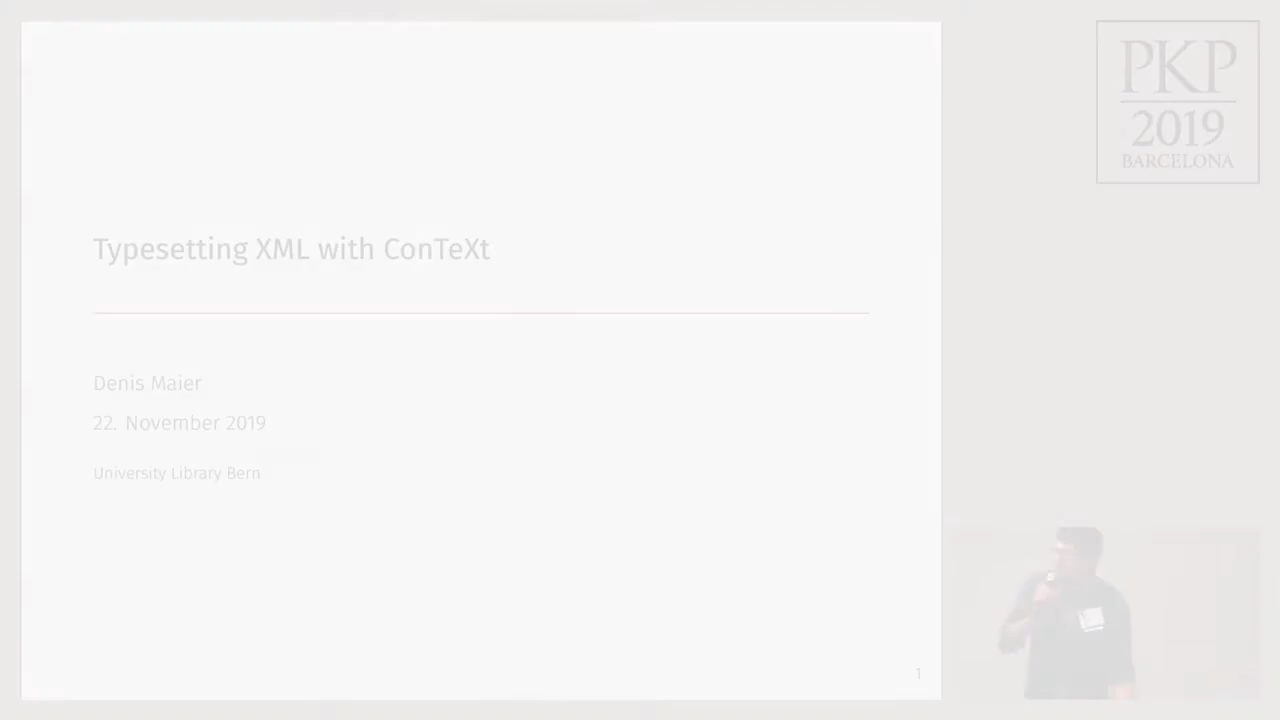 Typesetting XML with ConTeXt
Denis Maier
22. November 2019
University Library Bern
1
PKP
2019
BARCELONA